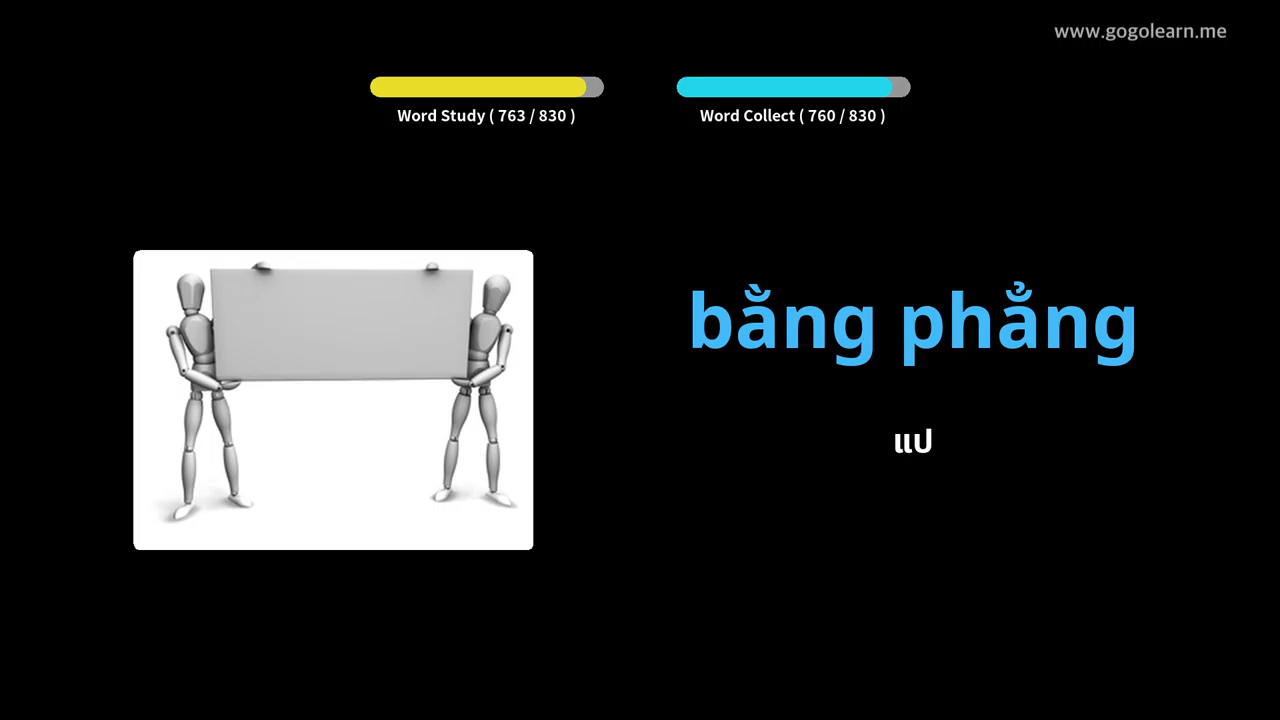 www.gogolearn.me
Word Study ( 763 / 830 )
Word Collect ( 760 / 830 )
bằng phẳng
แป